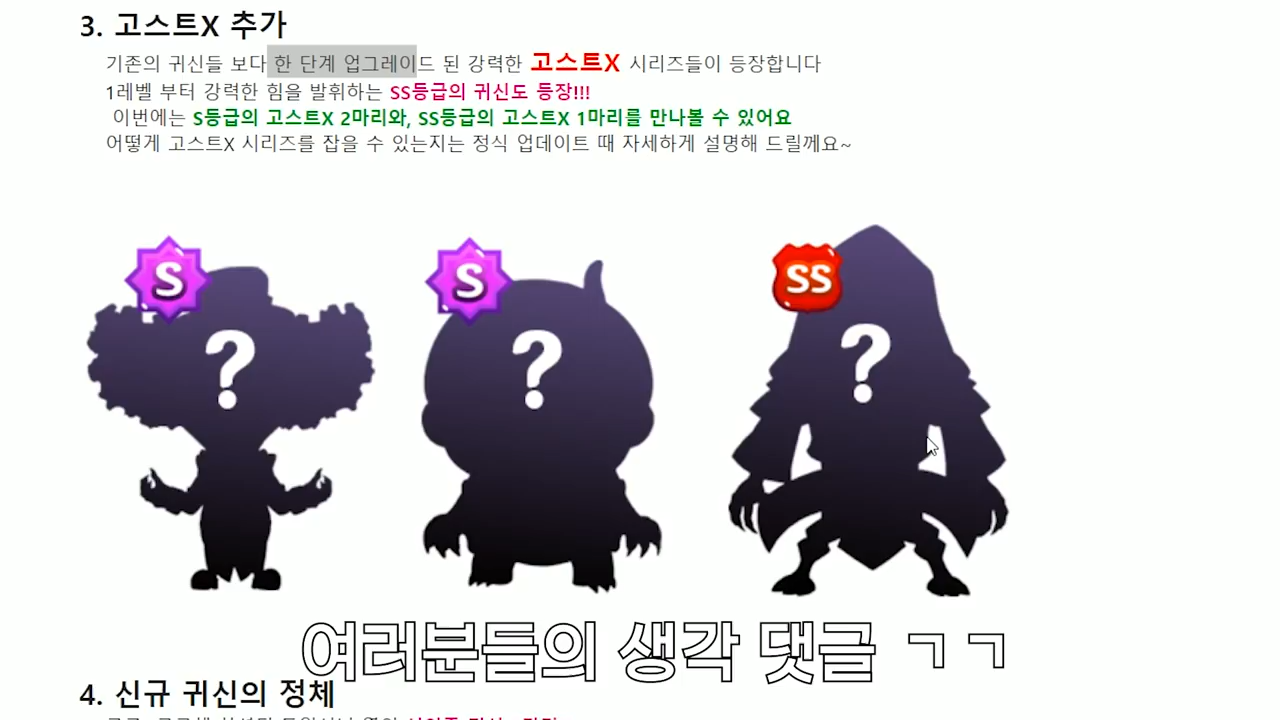 3. 고스트X 추가
기존의 귀신들 보다 한 단계 업그레이드 된 강력한 고스트X 시리즈들이 등장합니다
1레벨 부터 강력한 힘을 발휘하는 SS등급의 귀신도 등장!!!
이번에는 S등급의 고스트X 2마리와, SS등급의 고스트X 1마리를 만나볼 수 있어요
어떻게 고스트X 시리즈를 잡을 수 있는지는 정식 업데이트 때 자세하게 설명해 드릴께요~
S S SS
? ? ?
여러분들의 생각 댓글 ㄱㄱ
4. 신규 귀신의 정체